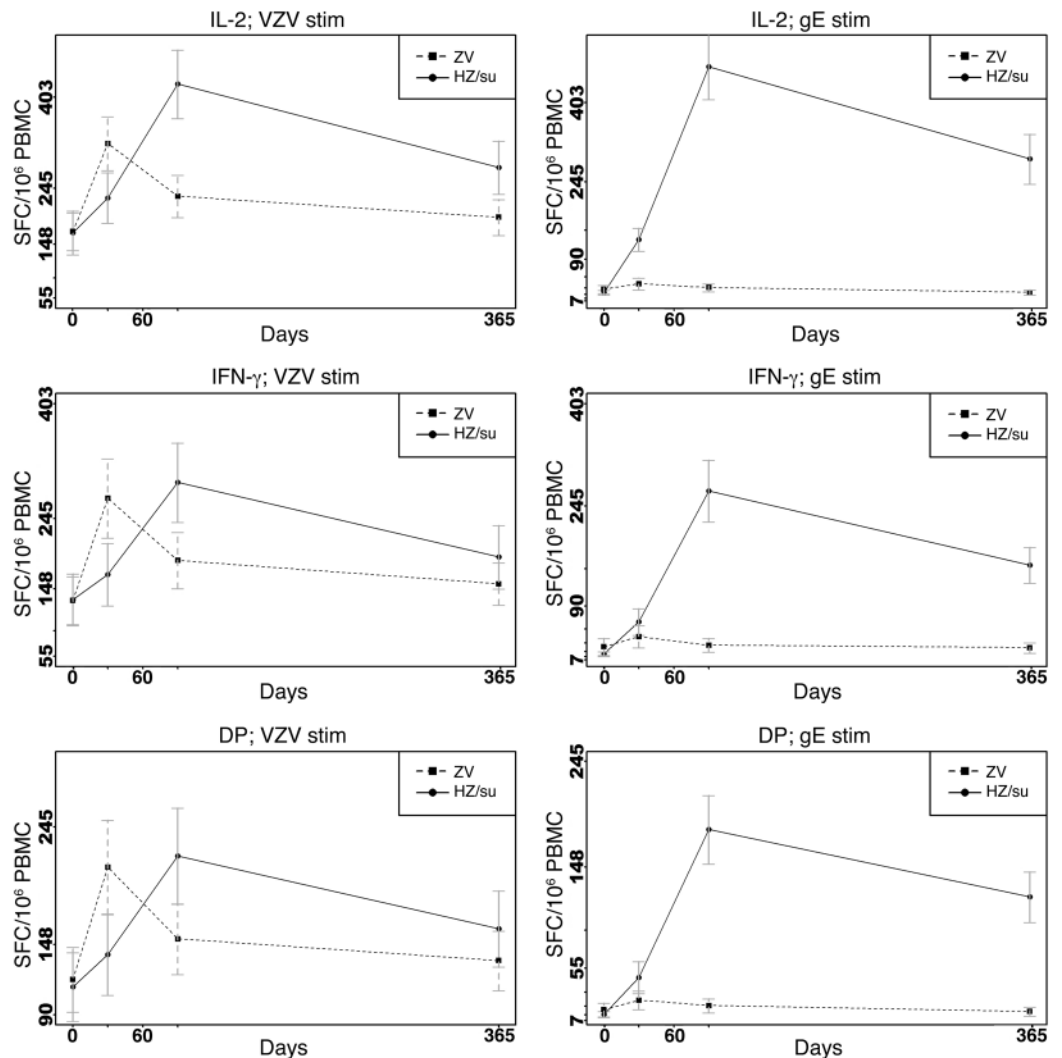 IL-2; VZV stim
ZV
HZ/su
SFC/10⁶ PBMC
403
245
148
55
0
60
365
Days
IL-2; gE stim
ZV
HZ/su
SFC/10⁶ PBMC
403
245
90
7
0
60
365
Days
IFN-γ; VZV stim
ZV
HZ/su
SFC/10⁶ PBMC
403
245
148
55
0
60
365
Days
IFN-γ; gE stim
ZV
HZ/su
SFC/10⁶ PBMC
403
245
90
7
0
60
365
Days
DP; VZV stim
ZV
HZ/su
SFC/10⁶ PBMC
245
148
90
0
60
365
Days
DP; gE stim
ZV
HZ/su
SFC/10⁶ PBMC
245
148
55
7
0
60
365
Days